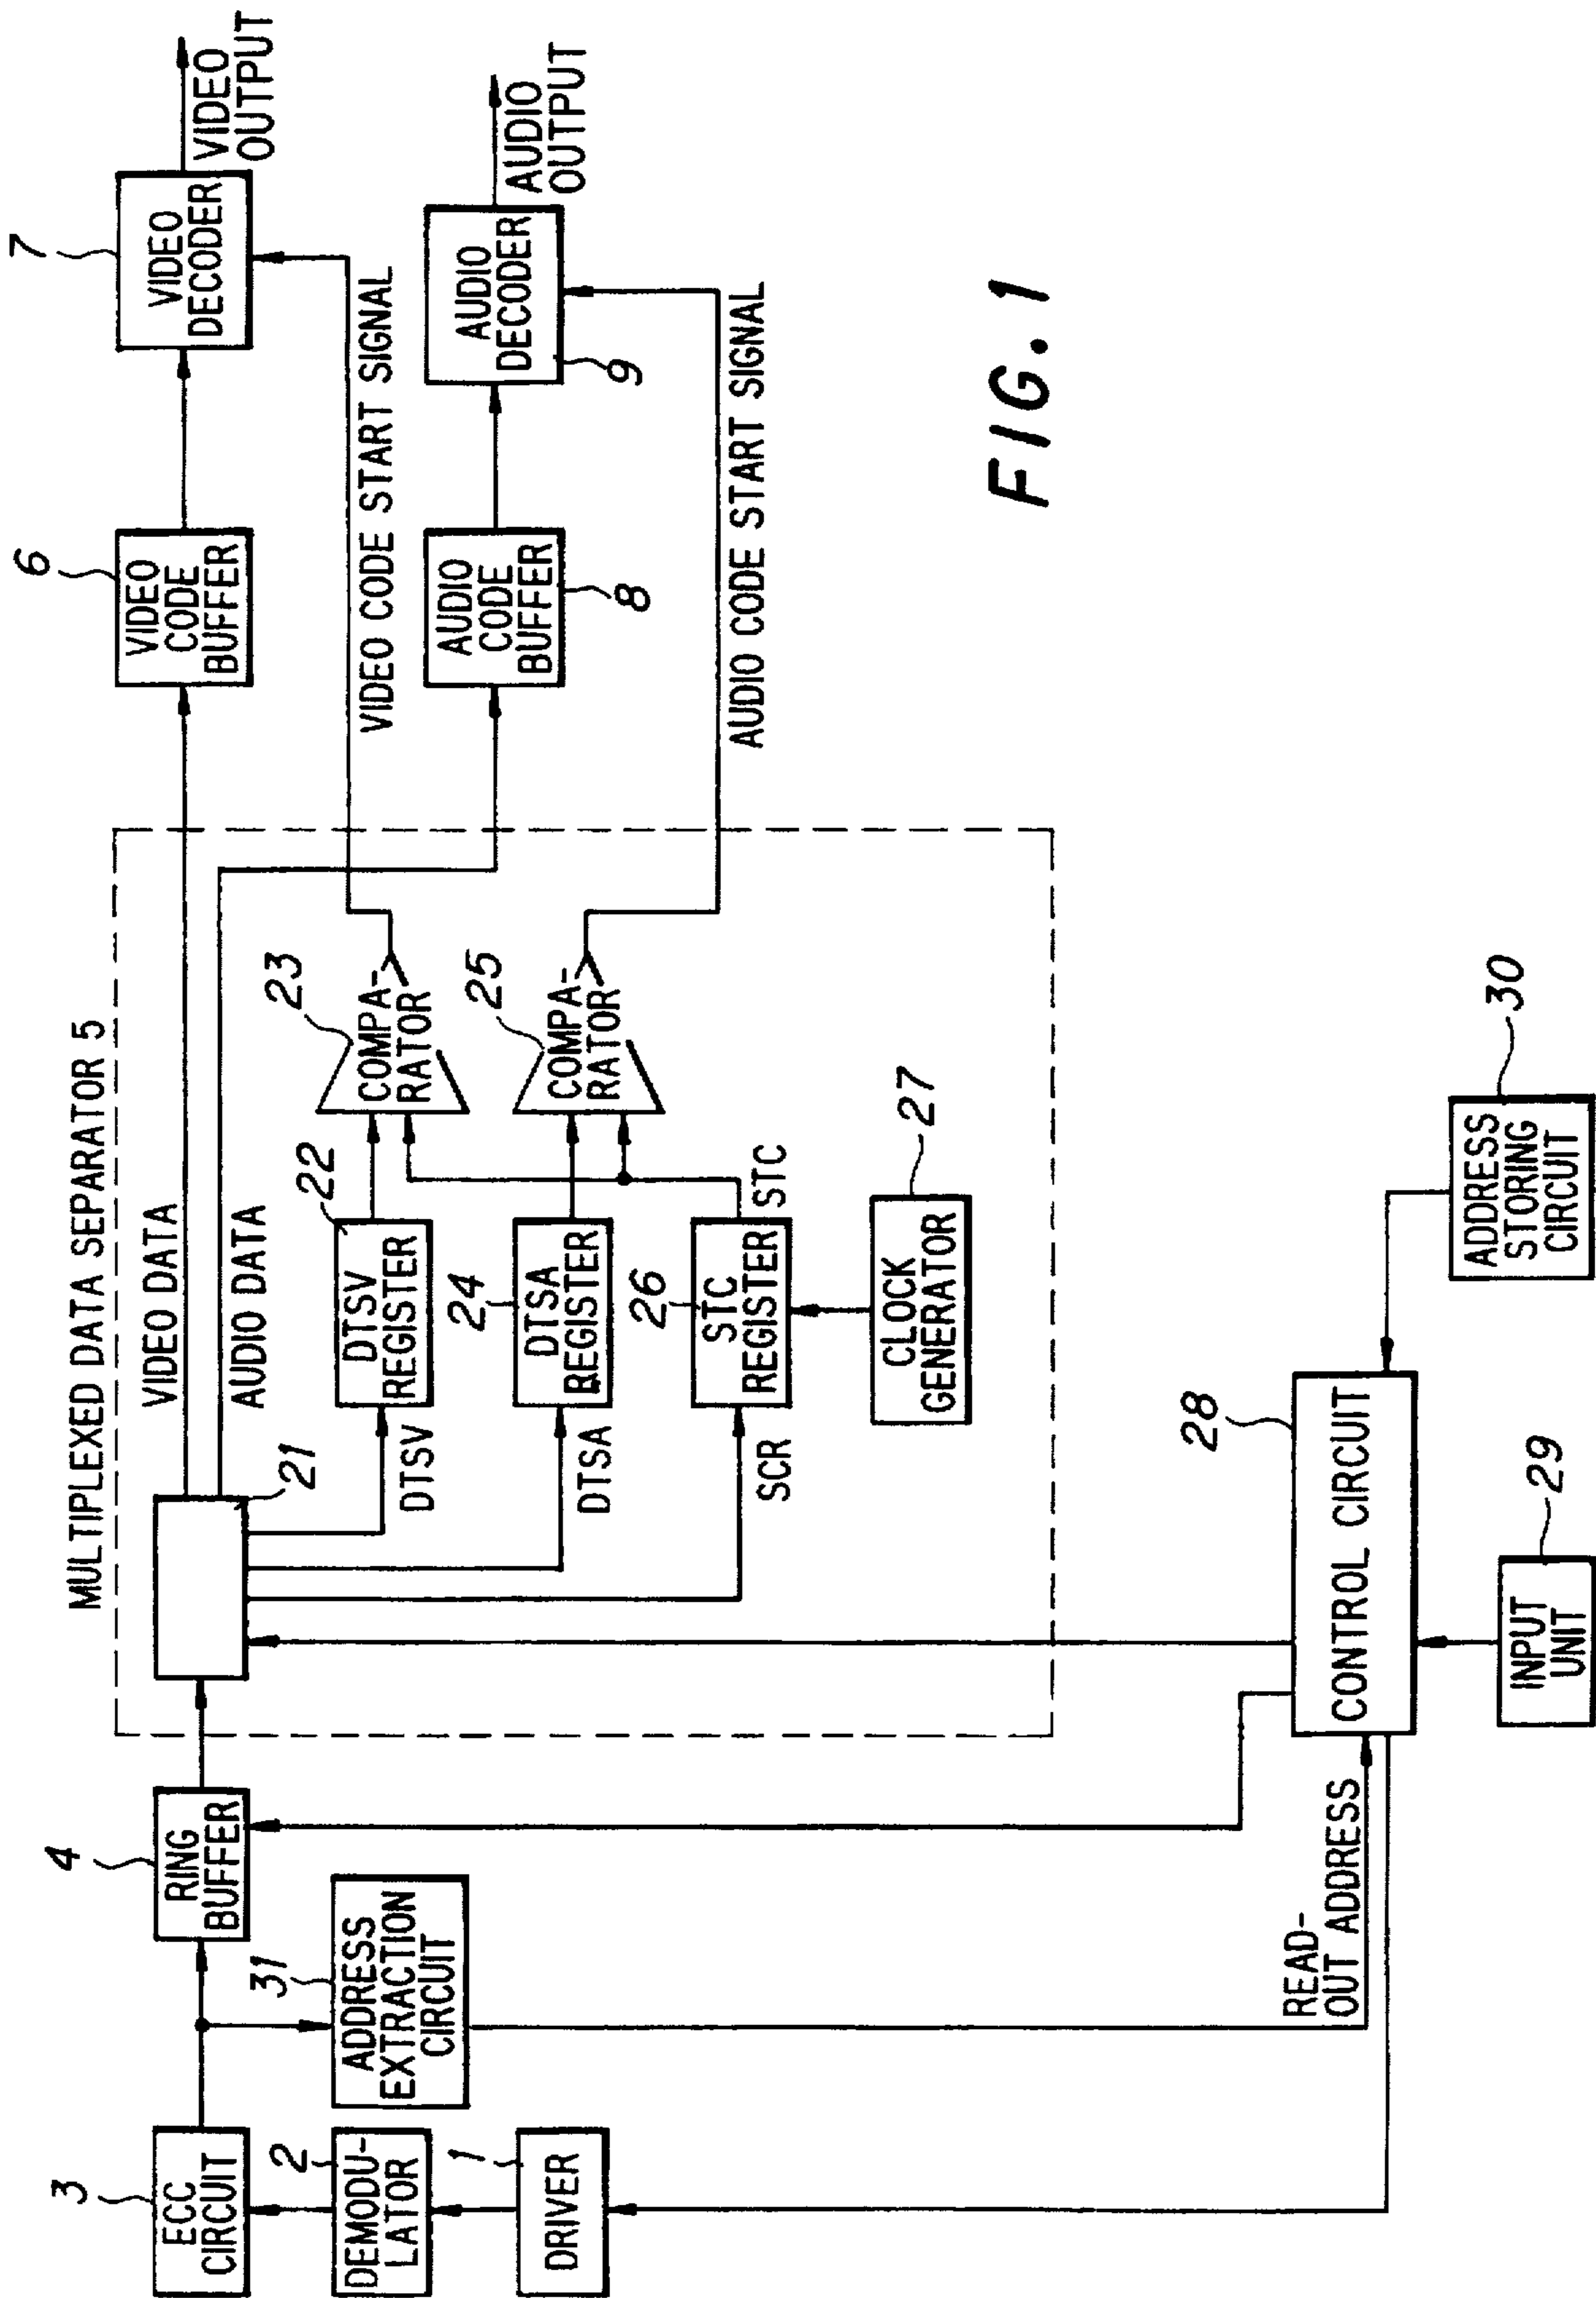 3
ECC
CIRCUIT
2
DEMODU-
LATOR
1
DRIVER
4
RING
BUFFER
31
ADDRESS
EXTRACTION
CIRCUIT
READ-
OUT ADDRESS
MULTIPLEXED DATA SEPARATOR 5
21
VIDEO DATA
AUDIO DATA
DTSV
DTSA
SCR
22
DTSV
REGISTER
24
DTSA
REGISTER
26
STC
REGISTER
STC
27
CLOCK
GENERATOR
23
COMPA-
RATOR
25
COMPA-
RATOR
28
CONTROL CIRCUIT
29
INPUT
UNIT
30
ADDRESS
STORING
CIRCUIT
6
VIDEO
CODE
BUFFER
7
VIDEO
DECODER
VIDEO
OUTPUT
VIDEO CODE START SIGNAL
8
AUDIO
CODE
BUFFER
9
AUDIO
DECODER
AUDIO
OUTPUT
AUDIO CODE START SIGNAL
FIG. 1